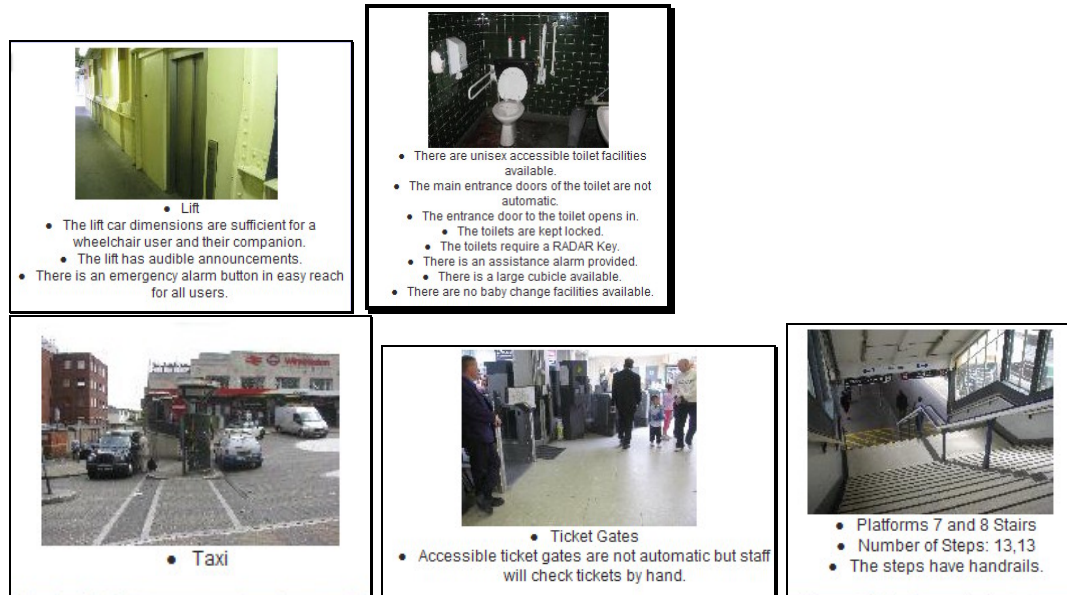 • Lift
• The lift car dimensions are sufficient for a
wheelchair user and their companion.
• The lift has audible announcements.
• There is an emergency alarm button in easy reach
for all users.
• There are unisex accessible toilet facilities
available.
• The main entrance doors of the toilet are not
automatic.
• The entrance door to the toilet opens in.
• The toilets are kept locked.
• The toilets require a RADAR Key.
• There is an assistance alarm provided.
• There is a large cubicle available.
• There are no baby change facilities available.
Wimbledon
• Taxi
• Ticket Gates
• Accessible ticket gates are not automatic but staff
will check tickets by hand.
• Platforms 7 and 8 Stairs
• Number of Steps: 13,13
• The steps have handrails.